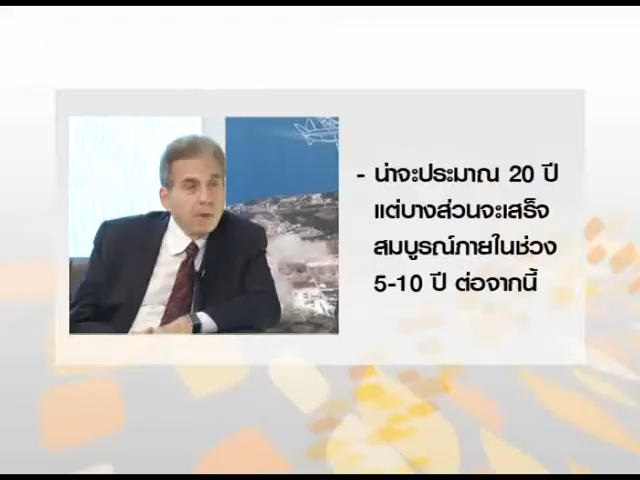 - น่าจะประมาณ 20 ปี
แต่บางส่วนจะเสร็จ
สมบูรณ์ภายในช่วง
5-10 ปี ต่อจากนี้